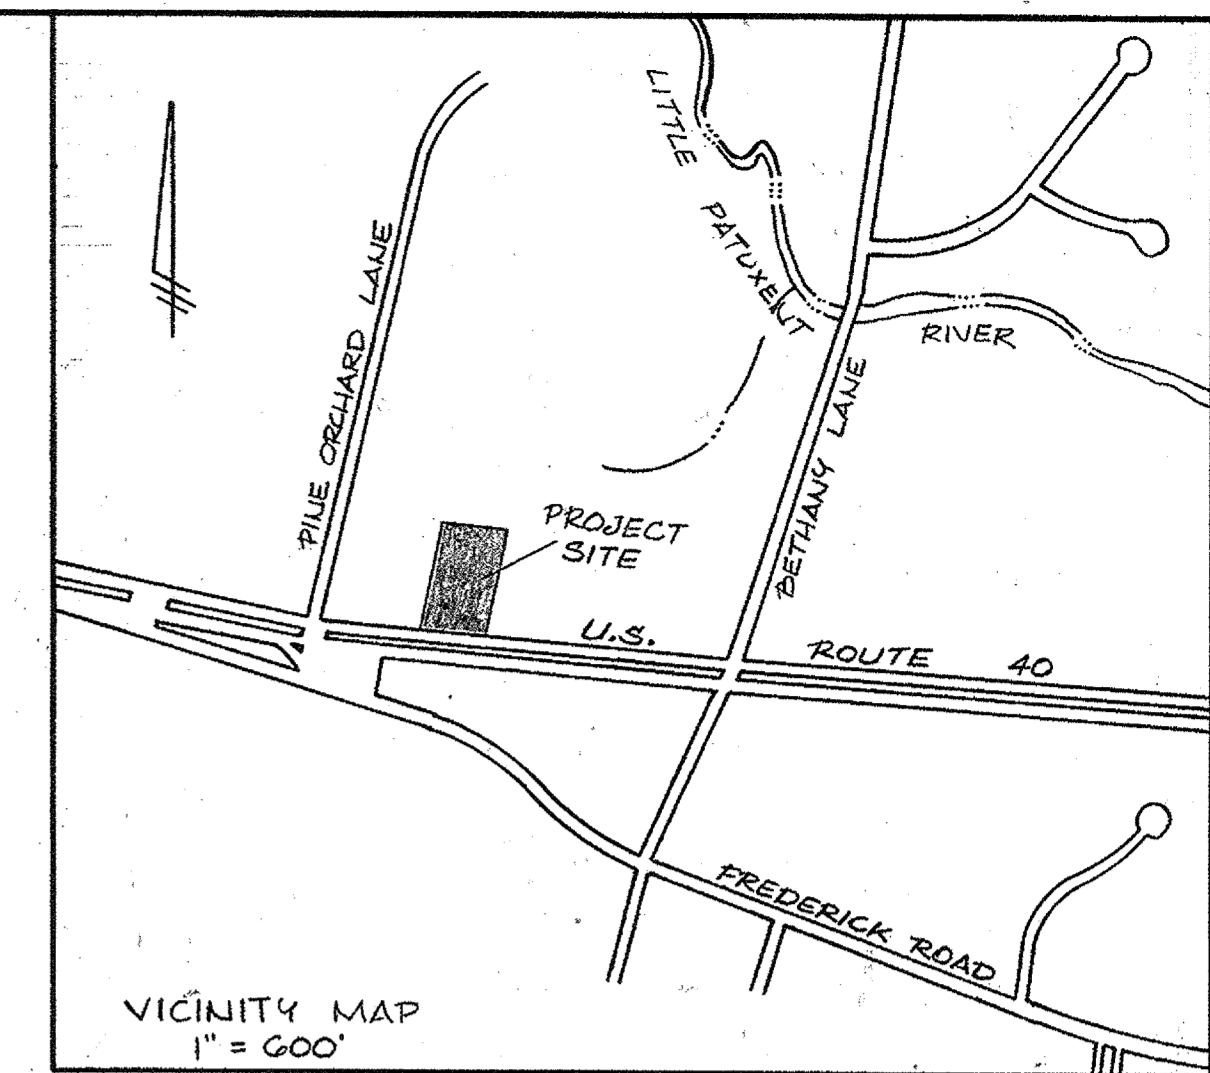 LITTLE
PATUXENT
RIVER
PINE ORCHARD LANE
BETHANY LANE
PROJECT
SITE
U.S. ROUTE 40
FREDERICK ROAD
VICINITY MAP
1" = 600'